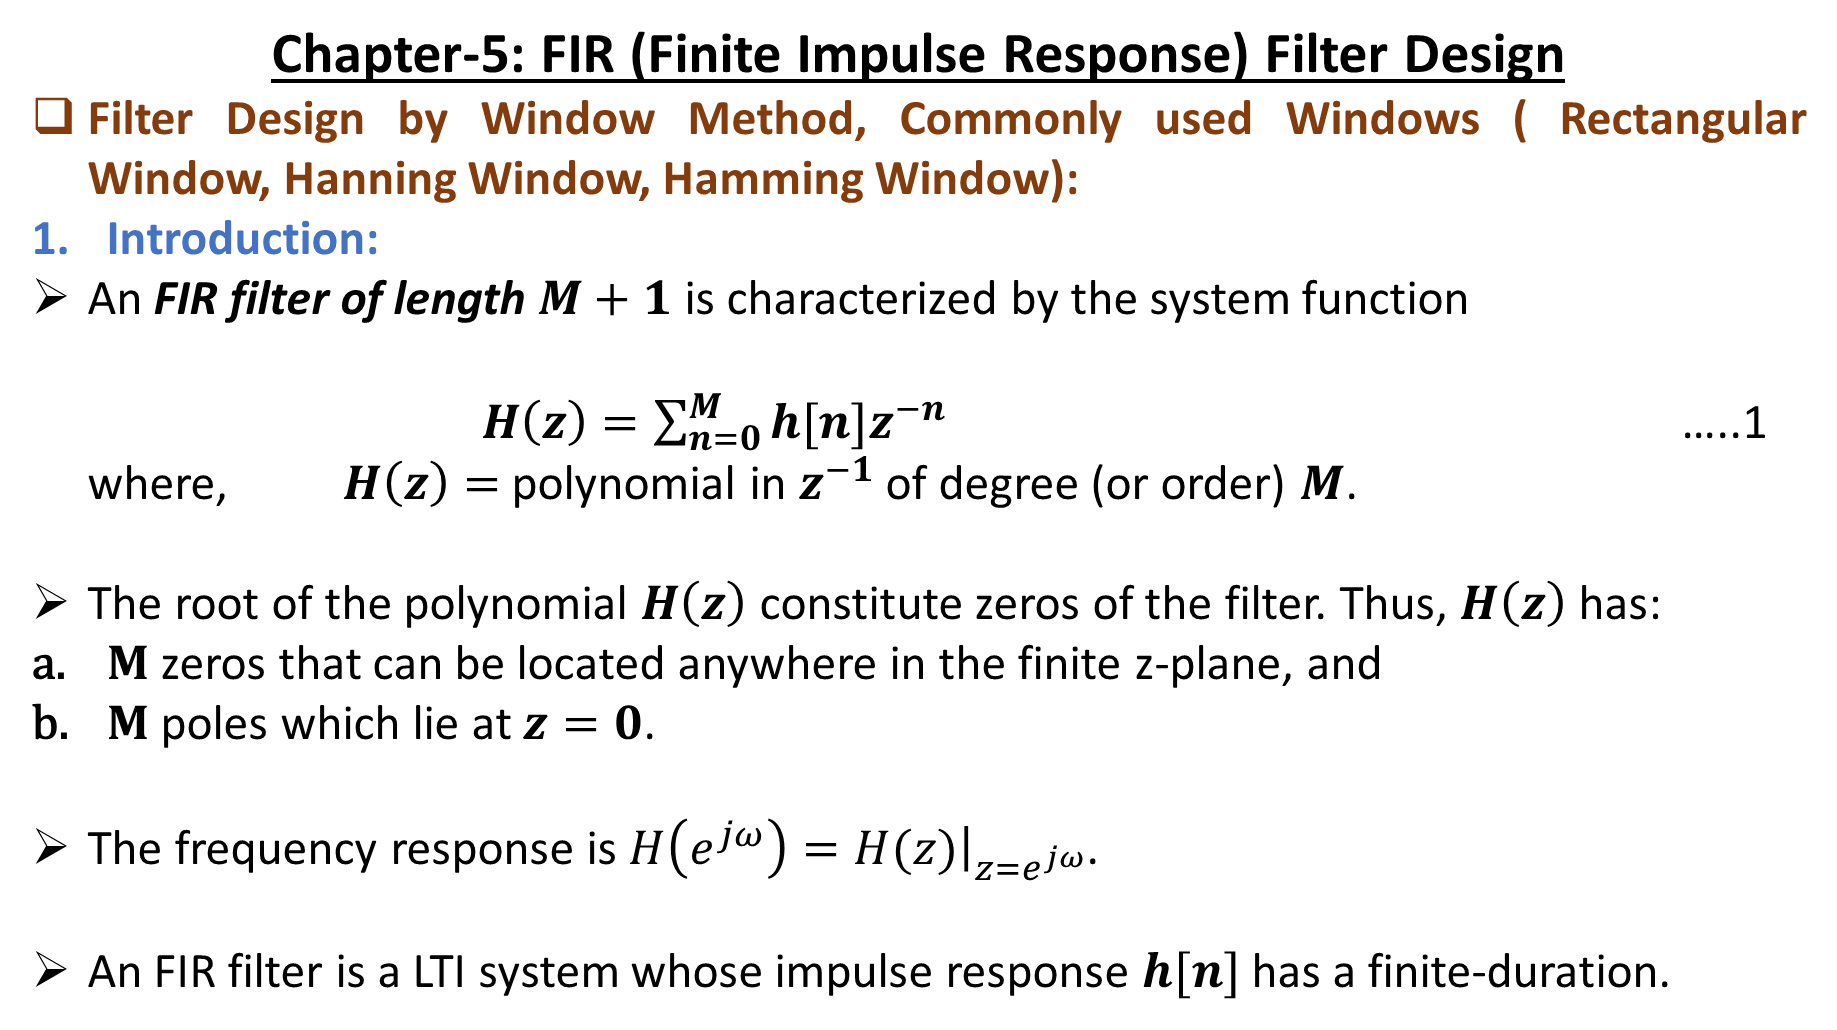 Chapter-5: FIR (Finite Impulse Response) Filter Design
❑ Filter Design by Window Method, Commonly used Windows ( Rectangular
Window, Hanning Window, Hamming Window):
1. Introduction:
➢ An FIR filter of length M + 1 is characterized by the system function
H(z) = ∑_{n=0}^{M} h[n]z^{−n} …..1
where, H(z) = polynomial in z^{−1} of degree (or order) M.
➢ The root of the polynomial H(z) constitute zeros of the filter. Thus, H(z) has:
a. M zeros that can be located anywhere in the finite z-plane, and
b. M poles which lie at z = 0.
➢ The frequency response is H(e^{jω}) = H(z)|_{z=e^{jω}}.
➢ An FIR filter is a LTI system whose impulse response h[n] has a finite-duration.